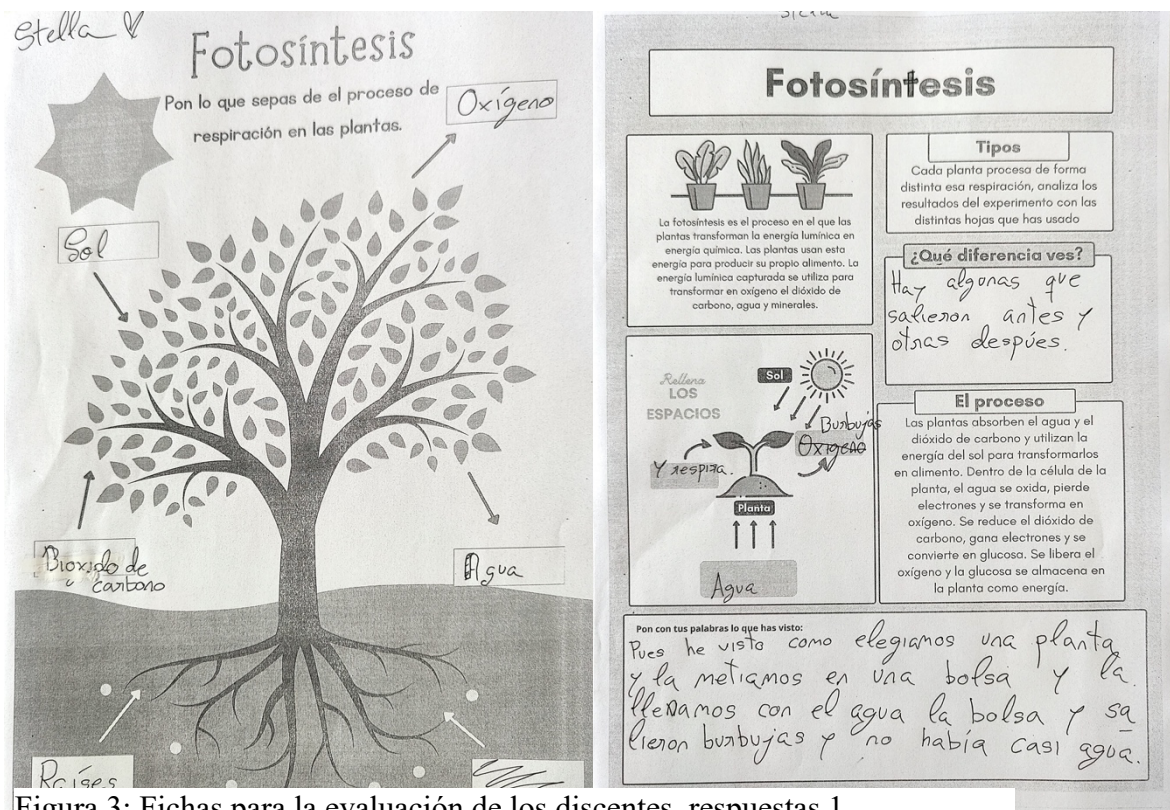 Stella
Fotosíntesis
Pon lo que sepas de el proceso de
respiración en las plantas.
Oxígeno
Sol
Bioxido de
carbono
Agua
Raíses
Fotosíntesis
La fotosíntesis es el proceso en el que las
plantas transforman la energía lumínica en
energía química. Las plantas usan esta
energía para producir su propio alimento. La
energía lumínica capturada se utiliza para
transformar en oxígeno el dióxido de
carbono, agua y minerales.
Tipos
Cada planta procesa de forma
distinta esa respiración, analiza los
resultados del experimento con las
distintas hojas que has usado
¿Qué diferencia ves?
Hay algonas que
salieron antes y
otras despúes.
Rellena
LOS
ESPACIOS
Sol
Burbujas
Oxigeno
Y respira.
Planta
Agua
El proceso
Las plantas absorben el agua y el
dióxido de carbono y utilizan la
energía del sol para transformarlos
en alimento. Dentro de la célula de la
planta, el agua se oxida, pierde
electrones y se transforma en
oxígeno. Se reduce el dióxido de
carbono, gana electrones y se
convierte en glucosa. Se libera el
oxígeno y la glucosa se almacena en
la planta como energía.
Pon con tus palabras lo que has visto:
Pues he visto como elegiamos una planta
y la metiamos en una bolsa y la
llenamos con el agua la bolsa y sa
lieron burbujas y no había casi agua.
Figura 3: Fichas para la evaluación de los discentes, respuestas 1